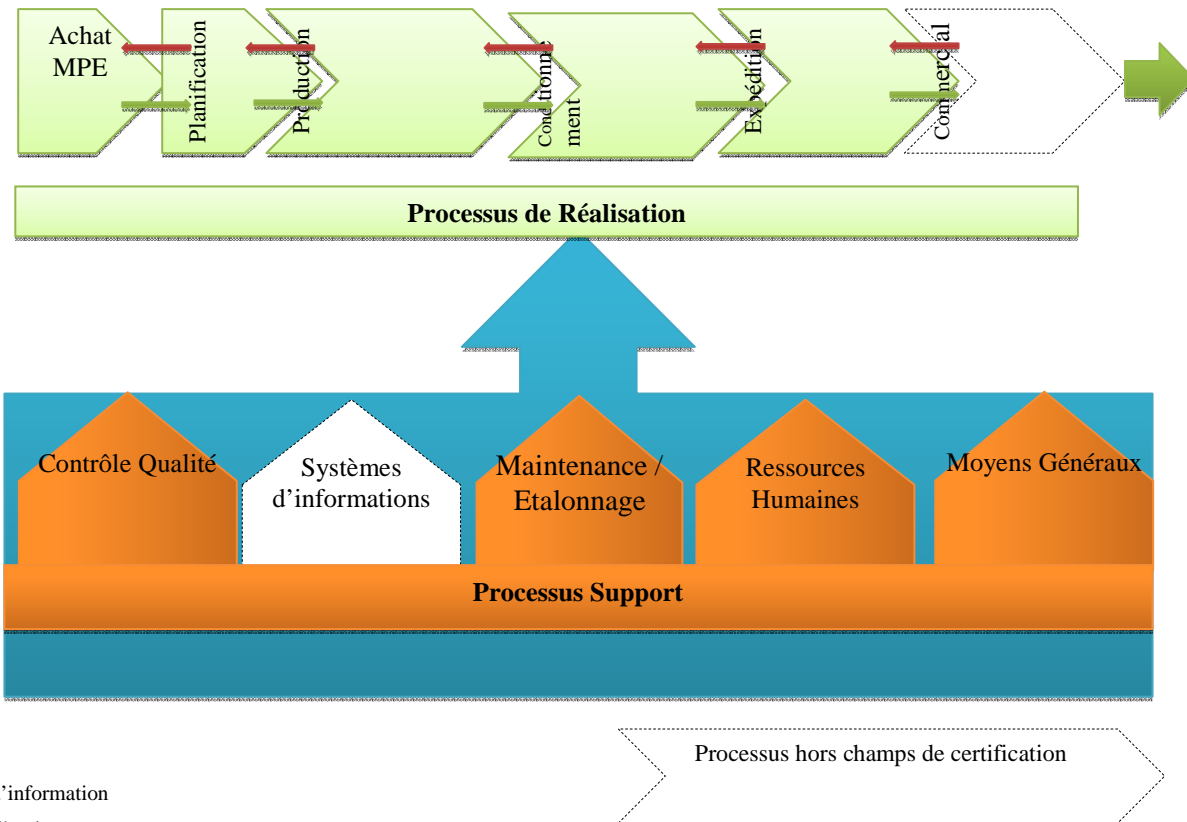 Achat
MPE
Planification
Production
Conditionne
ment
Expédition
Commercial
Processus de Réalisation
Contrôle Qualité
Systèmes
d’informations
Maintenance /
Etalonnage
Ressources
Humaines
Moyens Généraux
Processus Support
Processus hors champs de certification
d’information